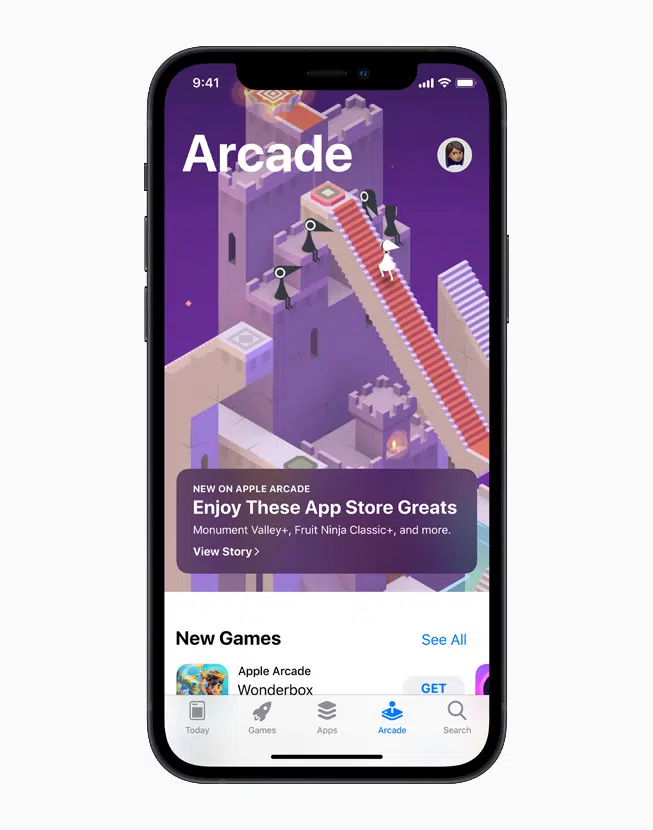 9:41
Arcade
NEW ON APPLE ARCADE
Enjoy These App Store Greats
Monument Valley+, Fruit Ninja Classic+, and more.
View Story
New Games
See All
Apple Arcade
Wonderbox
GET
Today
Games
Apps
Arcade
Search